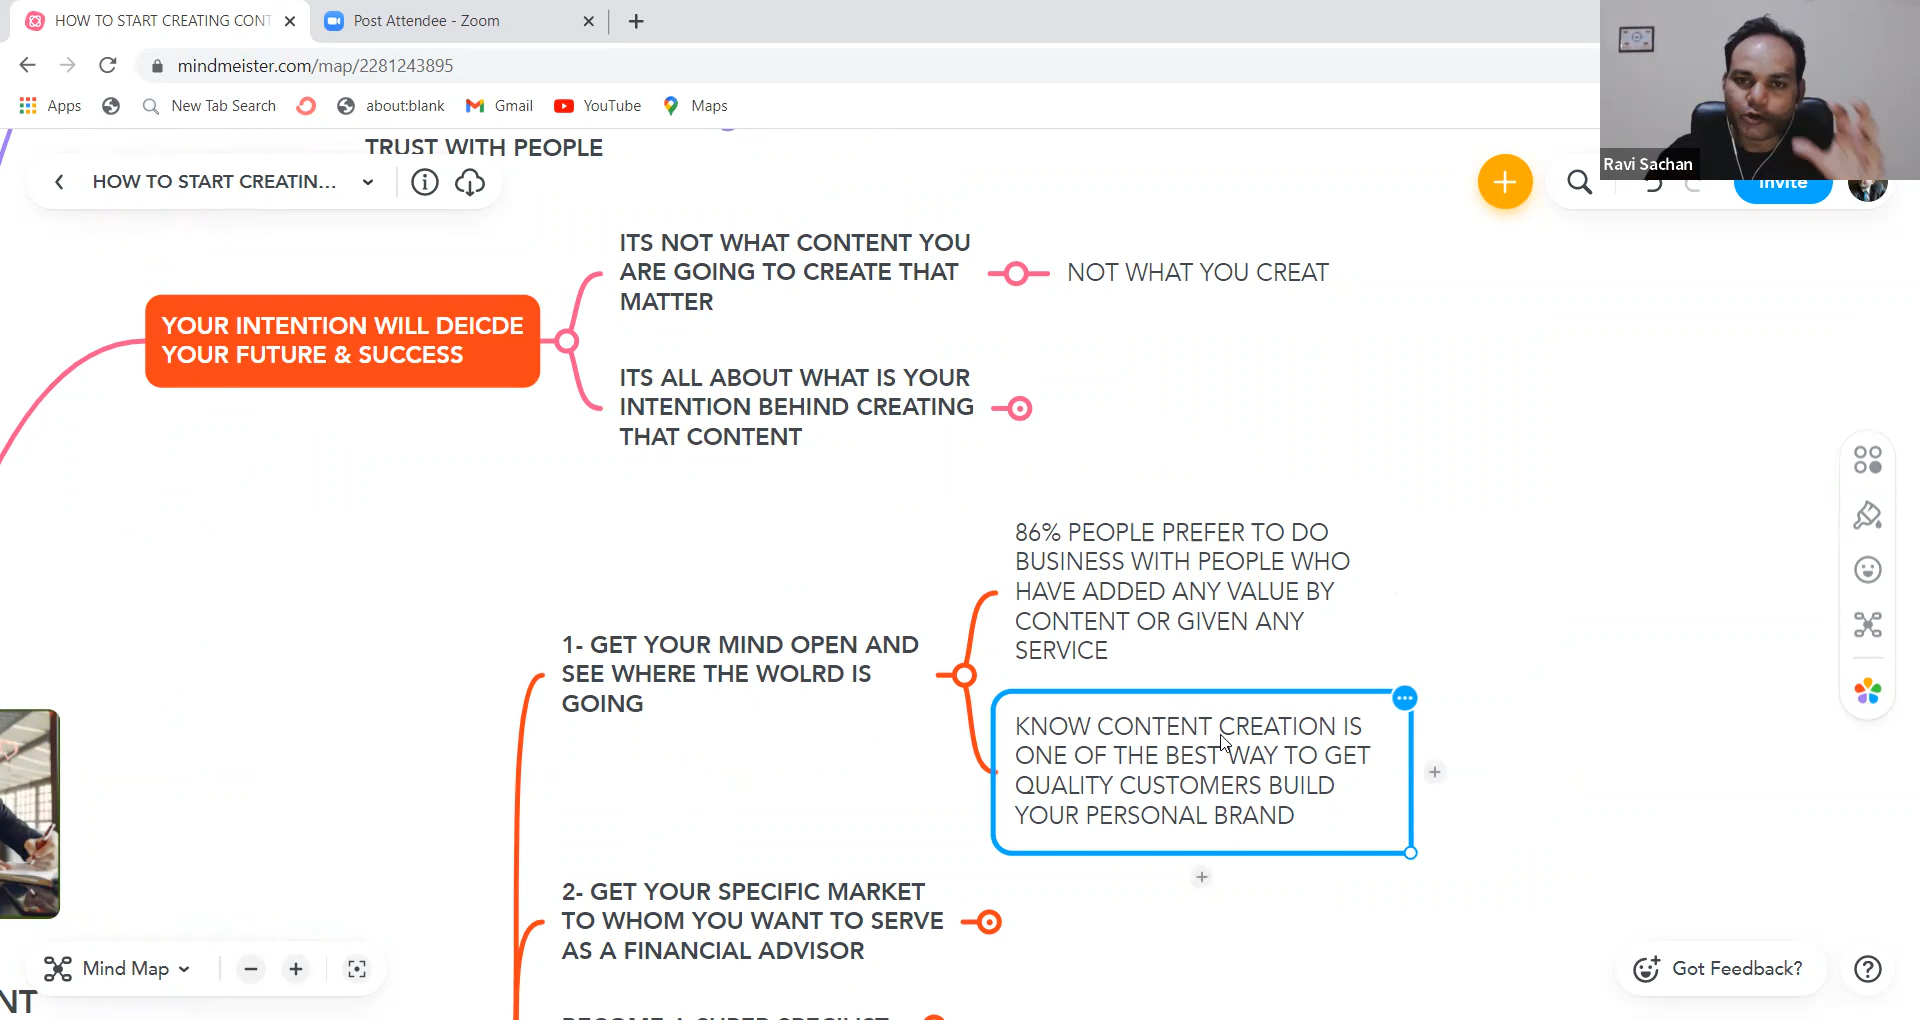 HOW TO START CREATING CONT
Post Attendee - Zoom
mindmeister.com/map/2281243895
Apps
New Tab Search
about:blank
Gmail
YouTube
Maps
Ravi Sachan
TRUST WITH PEOPLE
HOW TO START CREATIN...
Invite
ITS NOT WHAT CONTENT YOU
ARE GOING TO CREATE THAT
MATTER
NOT WHAT YOU CREAT
YOUR INTENTION WILL DEICDE
YOUR FUTURE & SUCCESS
ITS ALL ABOUT WHAT IS YOUR
INTENTION BEHIND CREATING
THAT CONTENT
86% PEOPLE PREFER TO DO
BUSINESS WITH PEOPLE WHO
HAVE ADDED ANY VALUE BY
CONTENT OR GIVEN ANY
SERVICE
1- GET YOUR MIND OPEN AND
SEE WHERE THE WOLRD IS
GOING
KNOW CONTENT CREATION IS
ONE OF THE BEST WAY TO GET
QUALITY CUSTOMERS BUILD
YOUR PERSONAL BRAND
2- GET YOUR SPECIFIC MARKET
TO WHOM YOU WANT TO SERVE
AS A FINANCIAL ADVISOR
Mind Map
Got Feedback?
NT
BECOME A SUPER SPECILIST